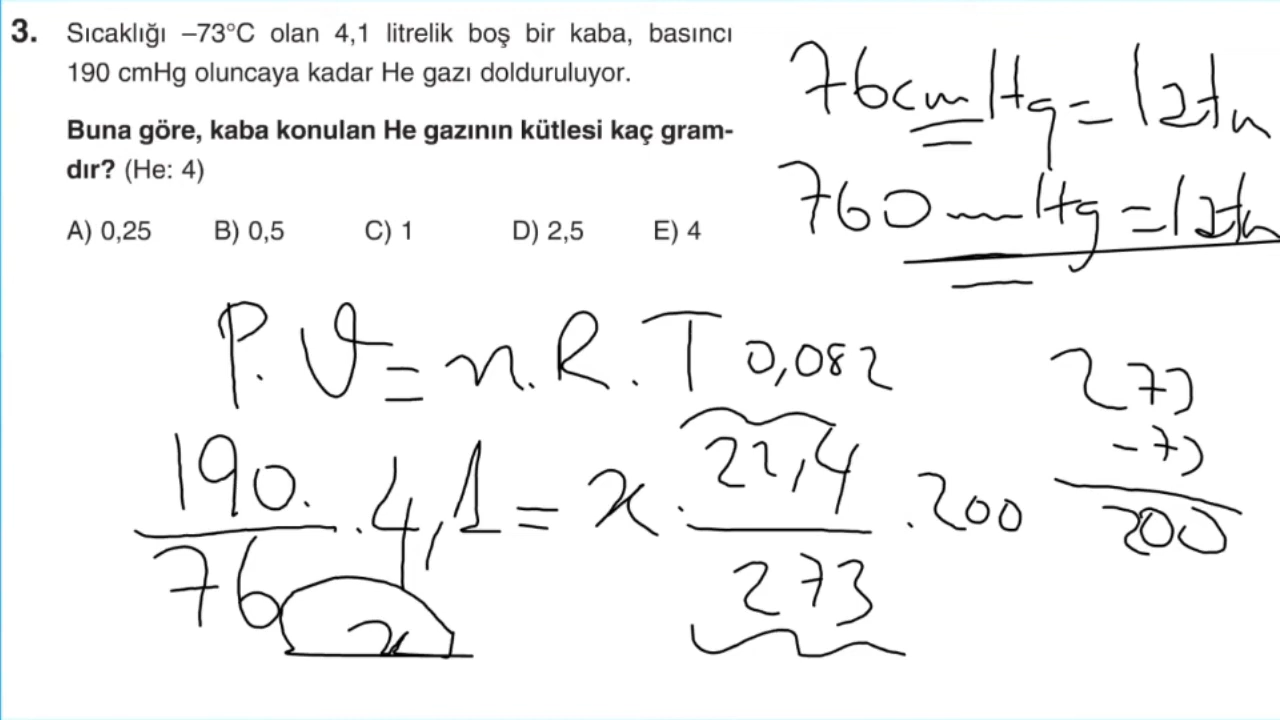 3. Sıcaklığı –73°C olan 4,1 litrelik boş bir kaba, basıncı
190 cmHg oluncaya kadar He gazı dolduruluyor.
Buna göre, kaba konulan He gazının kütlesi kaç gram-
dır? (He: 4)
A) 0,25 B) 0,5 C) 1 D) 2,5 E) 4
76cmHg=1atm
760mmHg=1atm
P.V=n.R.T 0,082
190. 22,4
.4,1=x. .200
76 273
n
273
-73
200